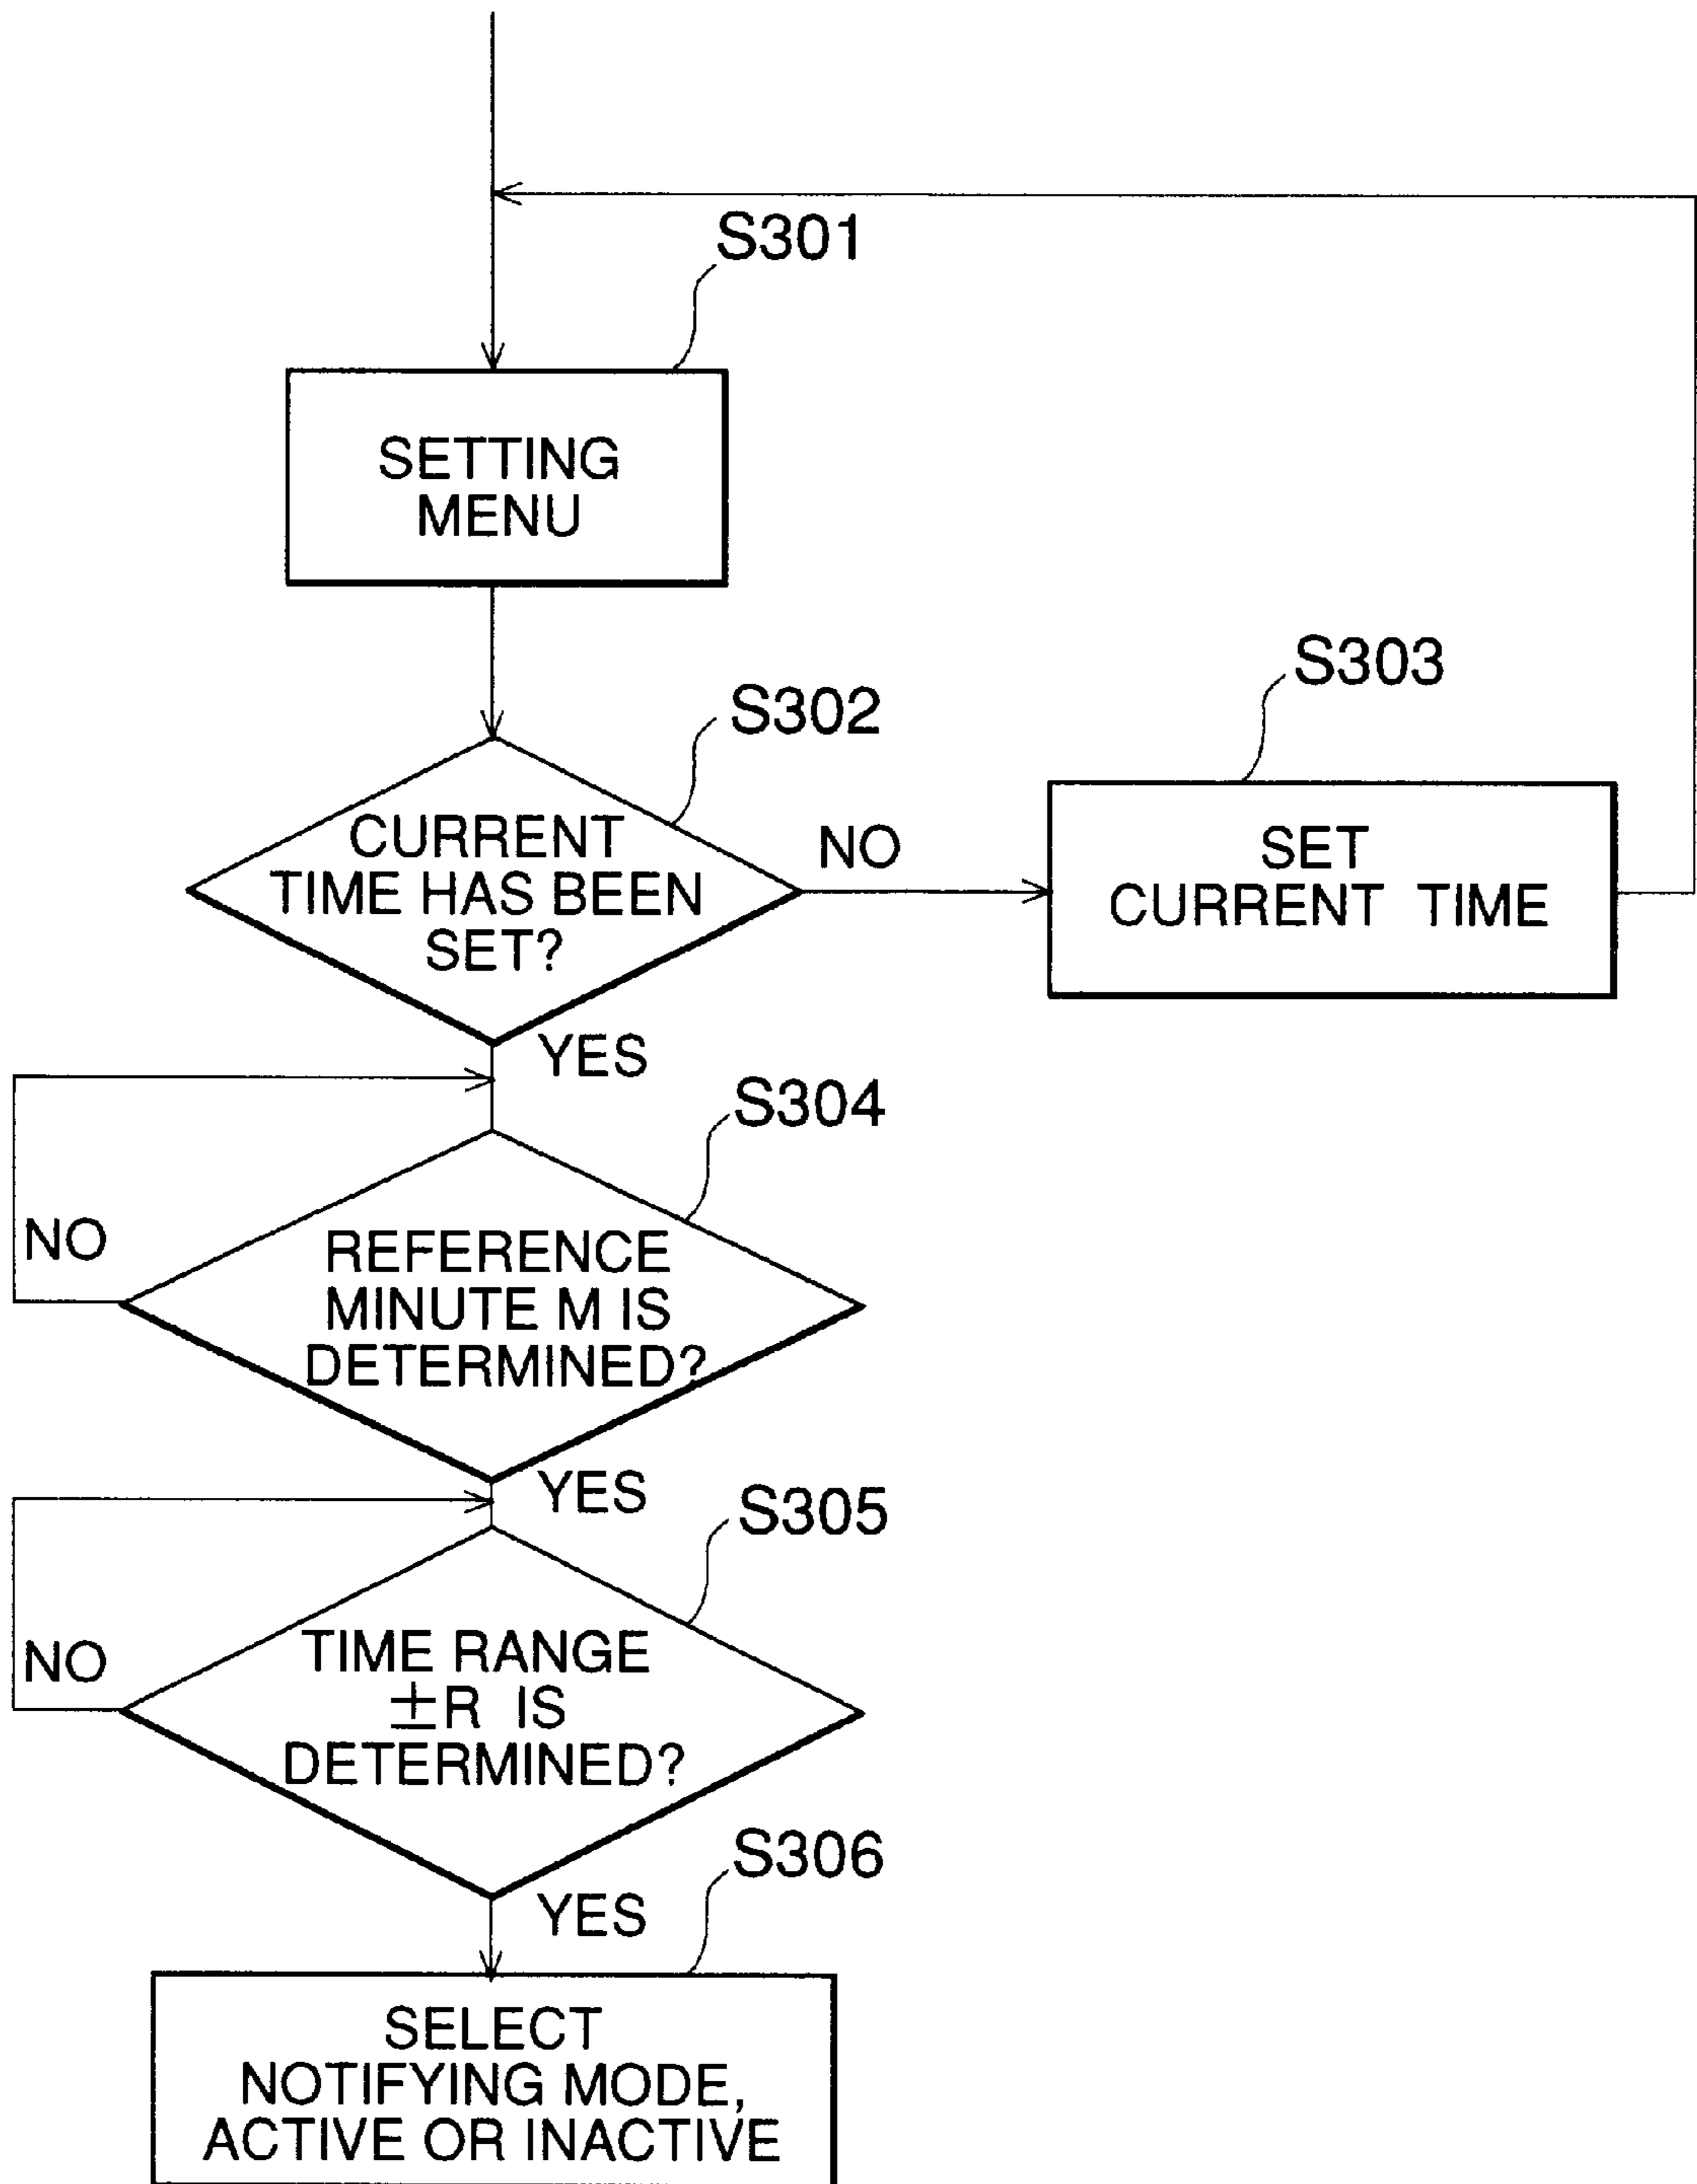 S301
SETTING
MENU
S302
S303
CURRENT
TIME HAS BEEN
SET?
NO
SET
CURRENT TIME
YES
S304
NO
REFERENCE
MINUTE M IS
DETERMINED?
YES
S305
NO
TIME RANGE
±R IS
DETERMINED?
YES
S306
SELECT
NOTIFYING MODE,
ACTIVE OR INACTIVE